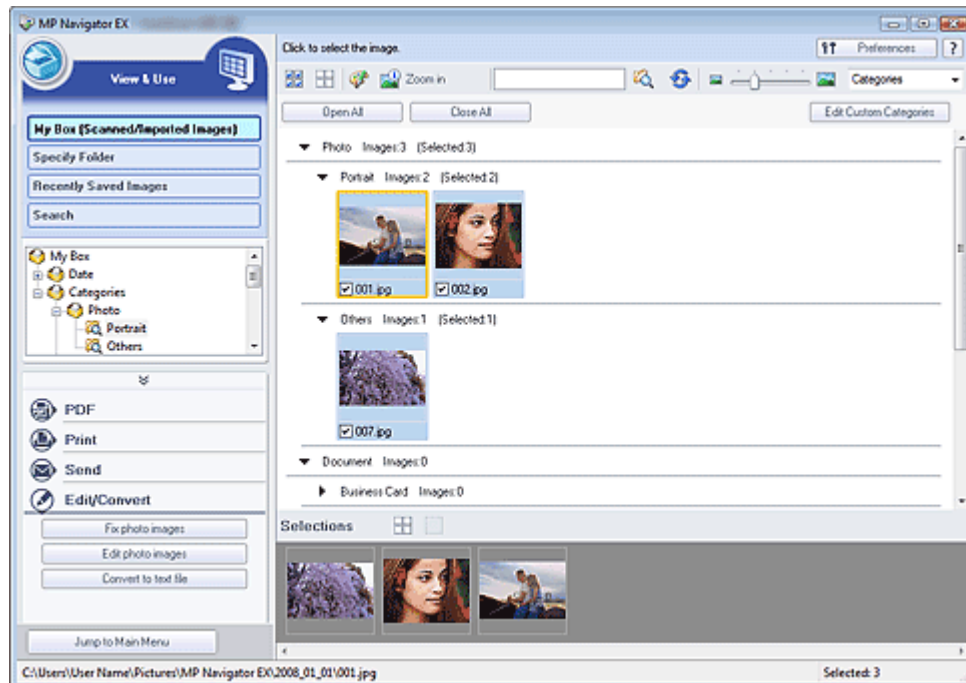 MP Navigator EX
View & Use
My Box (Scanned/Imported Images)
Specify Folder
Recently Saved Images
Search
My Box
Date
Categories
Photo
Portrait
Others
PDF
Print
Send
Edit/Convert
Fix photo images
Edit photo images
Convert to text file
Jump to Main Menu
Click to select the image.
Preferences ?
Zoom in
Categories
Open All Close All Edit Custom Categories
Photo Images:3 (Selected:3)
Portrait Images:2 (Selected:2)
001.jpg 002.jpg
Others Images:1 (Selected:1)
007.jpg
Document Images:0
Business Card Images:0
Selections
C:\Users\User Name\Pictures\MP Navigator EX\2008_01_01\001.jpg Selected: 3